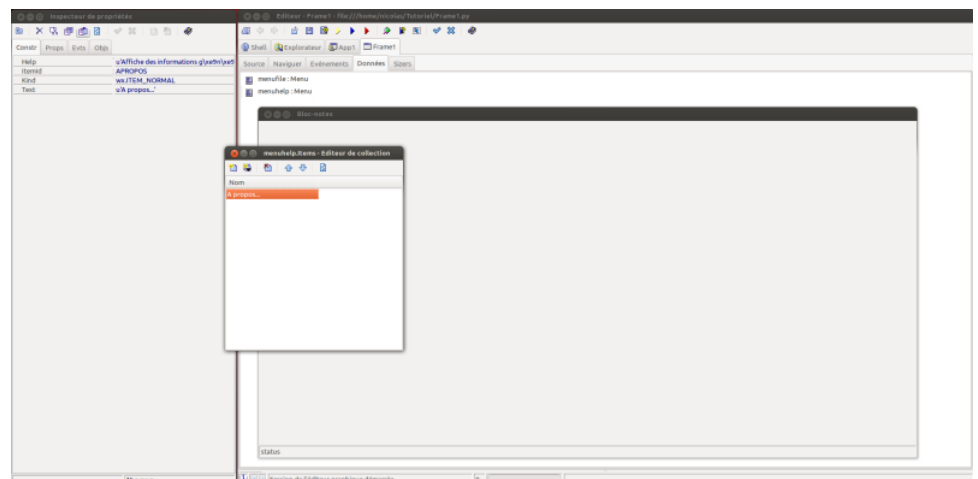 Inspecteur de propriétés
Constr Props Evts Objs
Help u'Affiche des informations g\xe9n\xe9
Itemid APROPOS
Kind wx.ITEM_NORMAL
Text u'A propos...'
Editeur - Frame1 - file:///home/nicolas/Tutoriel/Frame1.py
Shell Explorateur App1 Frame1
Source Naviguer Evénements Données Sizers
menufile : Menu
menuhelp : Menu
Bloc-notes
menuhelp.Items - Editeur de collection
Nom
A propos...
status